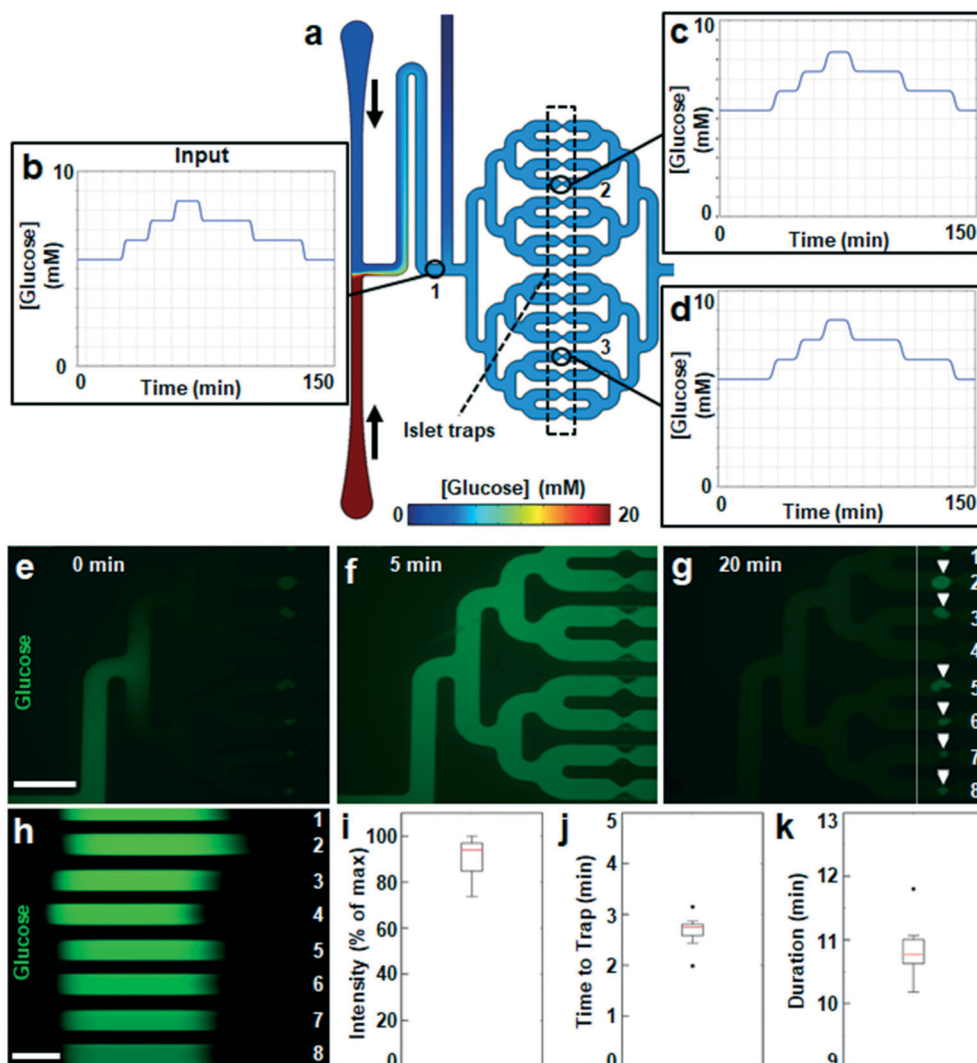 a
b
Input
10
[Glucose]
(mM)
0
0
150
Time (min)
1
2
3
Islet traps
[Glucose] (mM)
0
20
c
10
[Glucose]
(mM)
0
0
150
Time (min)
d
10
[Glucose]
(mM)
0
0
150
Time (min)
e
0 min
Glucose
f
5 min
g
20 min
1
2
3
4
5
6
7
8
h
Glucose
1
2
3
4
5
6
7
8
i
Intensity (% of max)
100
80
60
40
20
0
j
Time to Trap (min)
5
4
3
2
1
0
k
Duration (min)
13
12
11
10
9